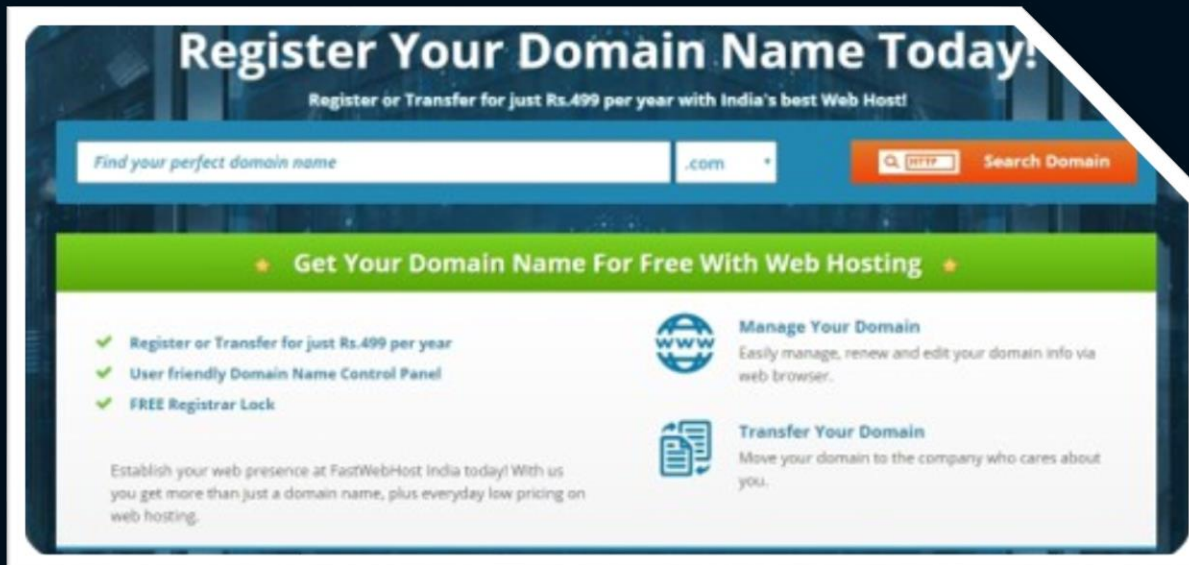 Register Your Domain Name Today!
Register or Transfer for just Rs.499 per year with India's best Web Host!
Find your perfect domain name
.com
HTTP
Search Domain
Get Your Domain Name For Free With Web Hosting
Register or Transfer for just Rs.499 per year
User friendly Domain Name Control Panel
FREE Registrar Lock
Establish your web presence at FastWebHost India today! With us
you get more than just a domain name, plus everyday low pricing on
web hosting.
www
Manage Your Domain
Easily manage, renew and edit your domain info via
web browser.
Transfer Your Domain
Move your domain to the company who cares about
you.